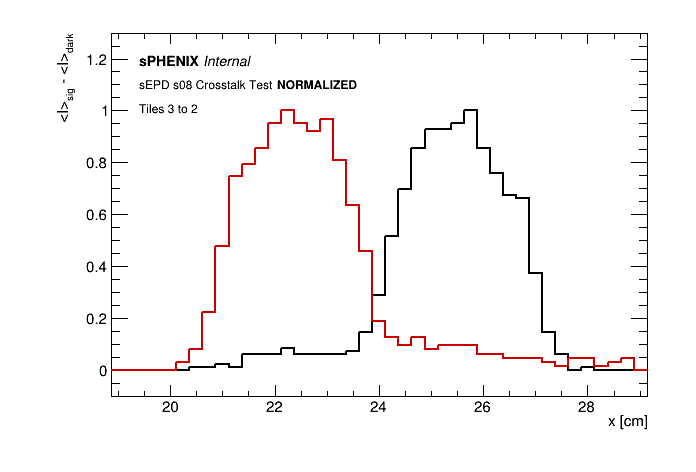 <I>sig - <I>dark
sPHENIX Internal
sEPD s08 Crosstalk Test NORMALIZED
Tiles 3 to 2
1.2
1
0.8
0.6
0.4
0.2
0
20 22 24 26 28
x [cm]